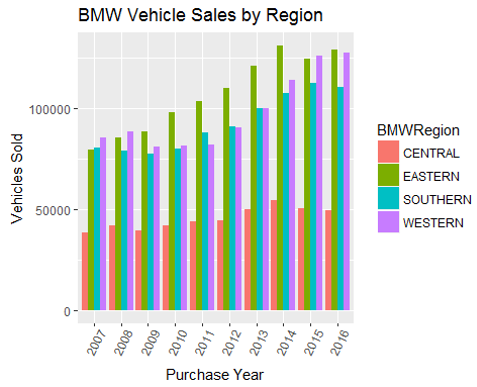 BMW Vehicle Sales by Region
Vehicles Sold
100000
50000
0
2007
2008
2009
2010
2011
2012
2013
2014
2015
2016
Purchase Year
BMWRegion
CENTRAL
EASTERN
SOUTHERN
WESTERN